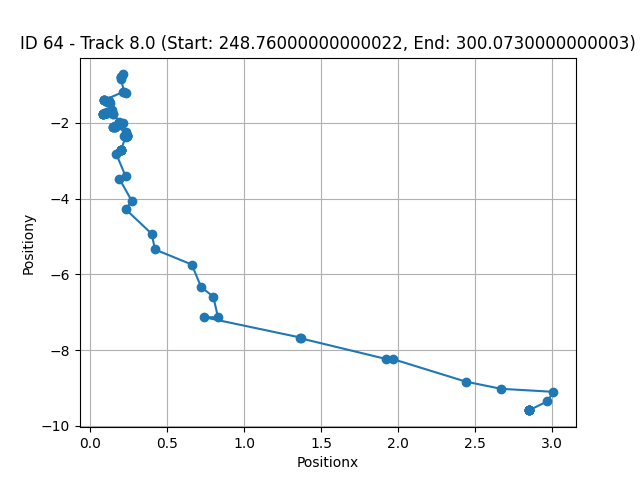 ID 64 - Track 8.0 (Start: 248.76000000000022, End: 300.0730000000003)
−2
−4
−6
−8
−10
Positiony
0.0 0.5 1.0 1.5 2.0 2.5 3.0
Positionx